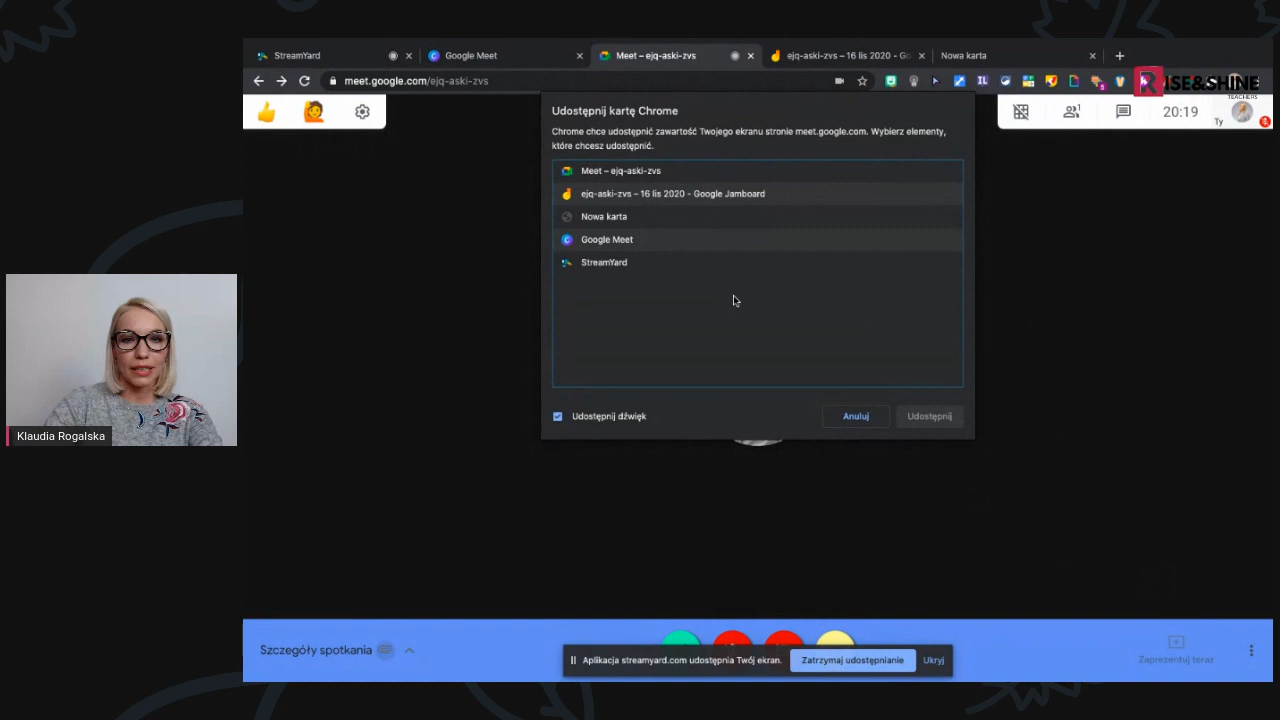 StreamYard
Google Meet
Meet – ejq-aski-zvs
ejq-aski-zvs – 16 lis 2020 - Go
Nowa karta
meet.google.com/ejq-aski-zvs
RISE&SHINE
TEACHERS
Udostępnij kartę Chrome
Chrome chce udostępnić zawartość Twojego ekranu stronie meet.google.com. Wybierz elementy,
które chcesz udostępnić.
1
20:19
Ty
Meet – ejq-aski-zvs
ejq-aski-zvs – 16 lis 2020 - Google Jamboard
Nowa karta
Google Meet
StreamYard
Udostępnij dźwięk
Anuluj
Udostępnij
Klaudia Rogalska
Szczegóły spotkania
Aplikacja streamyard.com udostępnia Twój ekran.
Zatrzymaj udostępnianie
Ukryj
Zaprezentuj teraz